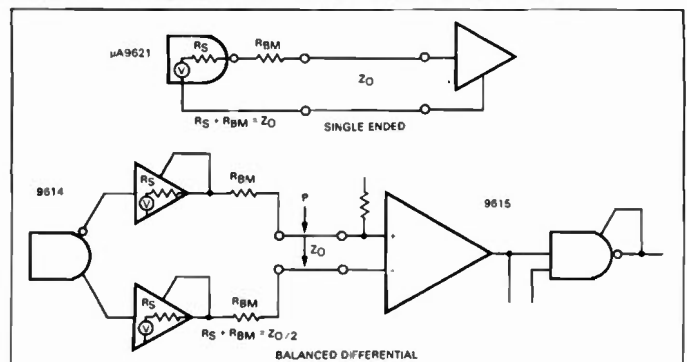 RS
RBM
µA9621
V
ZO
RS + RBM = ZO
SINGLE ENDED
9614
RS
V
RBM
P
9615
+
ZO
-
RS
V
RBM
RS + RBM = ZO/2
BALANCED DIFFERENTIAL